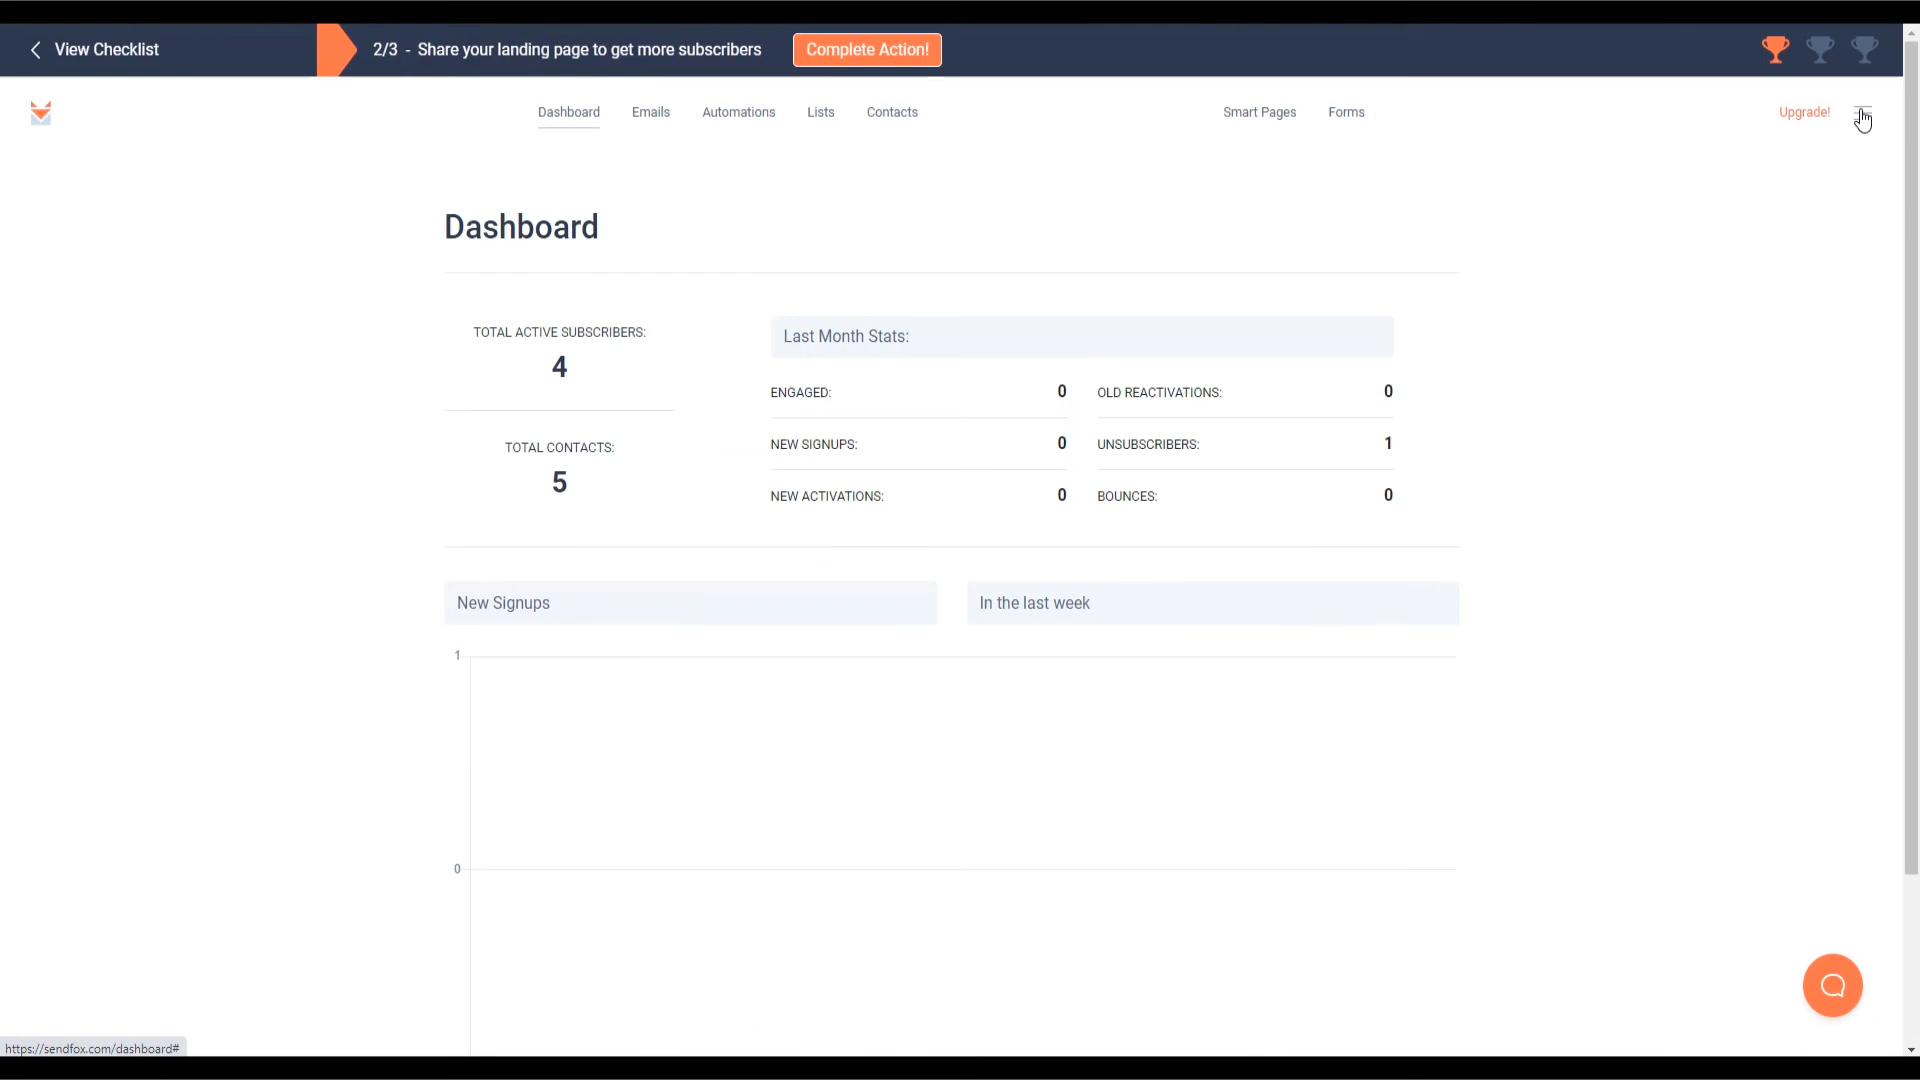 View Checklist
2/3 - Share your landing page to get more subscribers
Complete Action!
Dashboard
Emails
Automations
Lists
Contacts
Smart Pages
Forms
Upgrade!
Dashboard
TOTAL ACTIVE SUBSCRIBERS:
4
TOTAL CONTACTS:
5
Last Month Stats:
ENGAGED: 0
OLD REACTIVATIONS: 0
NEW SIGNUPS: 0
UNSUBSCRIBERS: 1
NEW ACTIVATIONS: 0
BOUNCES: 0
New Signups
In the last week
1
0
https://sendfox.com/dashboard#